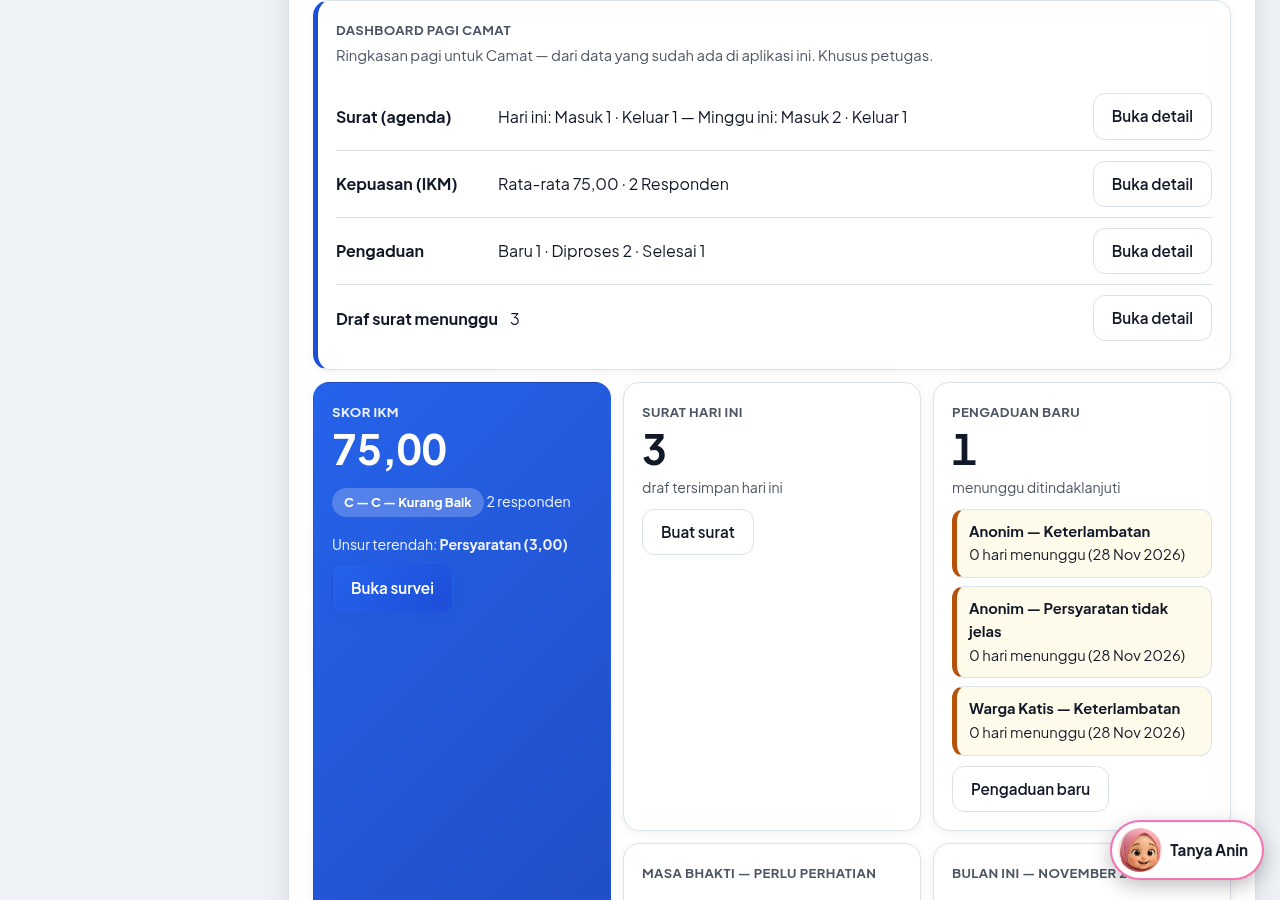 DASHBOARD PAGI CAMAT
Ringkasan pagi untuk Camat — dari data yang sudah ada di aplikasi ini. Khusus petugas.
Surat (agenda) Hari ini: Masuk 1 · Keluar 1 — Minggu ini: Masuk 2 · Keluar 1 Buka detail
Kepuasan (IKM) Rata-rata 75,00 · 2 Responden Buka detail
Pengaduan Baru 1 · Diproses 2 · Selesai 1 Buka detail
Draf surat menunggu 3 Buka detail
SKOR IKM
75,00
C — C — Kurang Baik 2 responden
Unsur terendah: Persyaratan (3,00)
Buka survei
SURAT HARI INI
3
draf tersimpan hari ini
Buat surat
PENGADUAN BARU
1
menunggu ditindaklanjuti
Anonim — Keterlambatan
0 hari menunggu (28 Nov 2026)
Anonim — Persyaratan tidak
jelas
0 hari menunggu (28 Nov 2026)
Warga Katis — Keterlambatan
0 hari menunggu (28 Nov 2026)
Pengaduan baru
MASA BHAKTI — PERLU PERHATIAN
BULAN INI — NOVEMBER
Tanya Anin